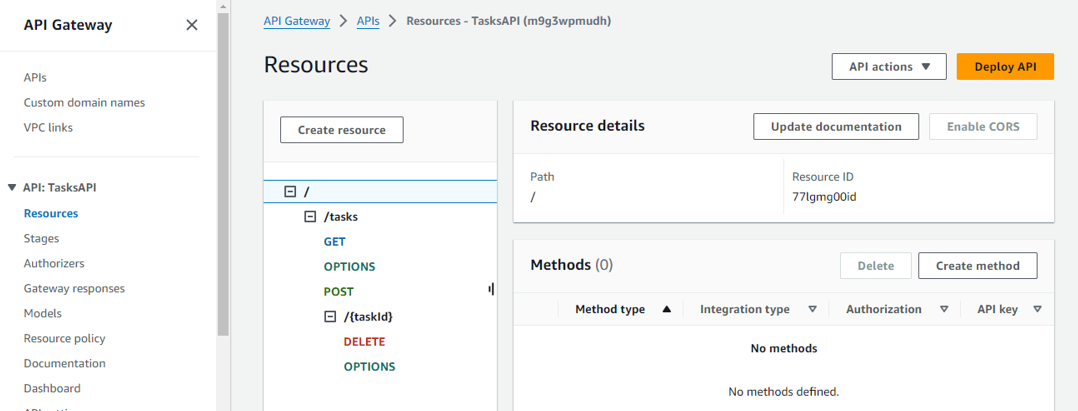 API Gateway
APIs
Custom domain names
VPC links
API: TasksAPI
Resources
Stages
Authorizers
Gateway responses
Models
Resource policy
Documentation
Dashboard
API Gateway > APIs > Resources - TasksAPI (m9g3wpmudh)
Resources
API actions
Deploy API
Create resource
/
/tasks
GET
OPTIONS
POST
/{taskId}
DELETE
OPTIONS
Resource details
Update documentation
Enable CORS
Path
/
Resource ID
77lgmg00id
Methods (0)
Delete
Create method
Method type Integration type Authorization API key
No methods
No methods defined.